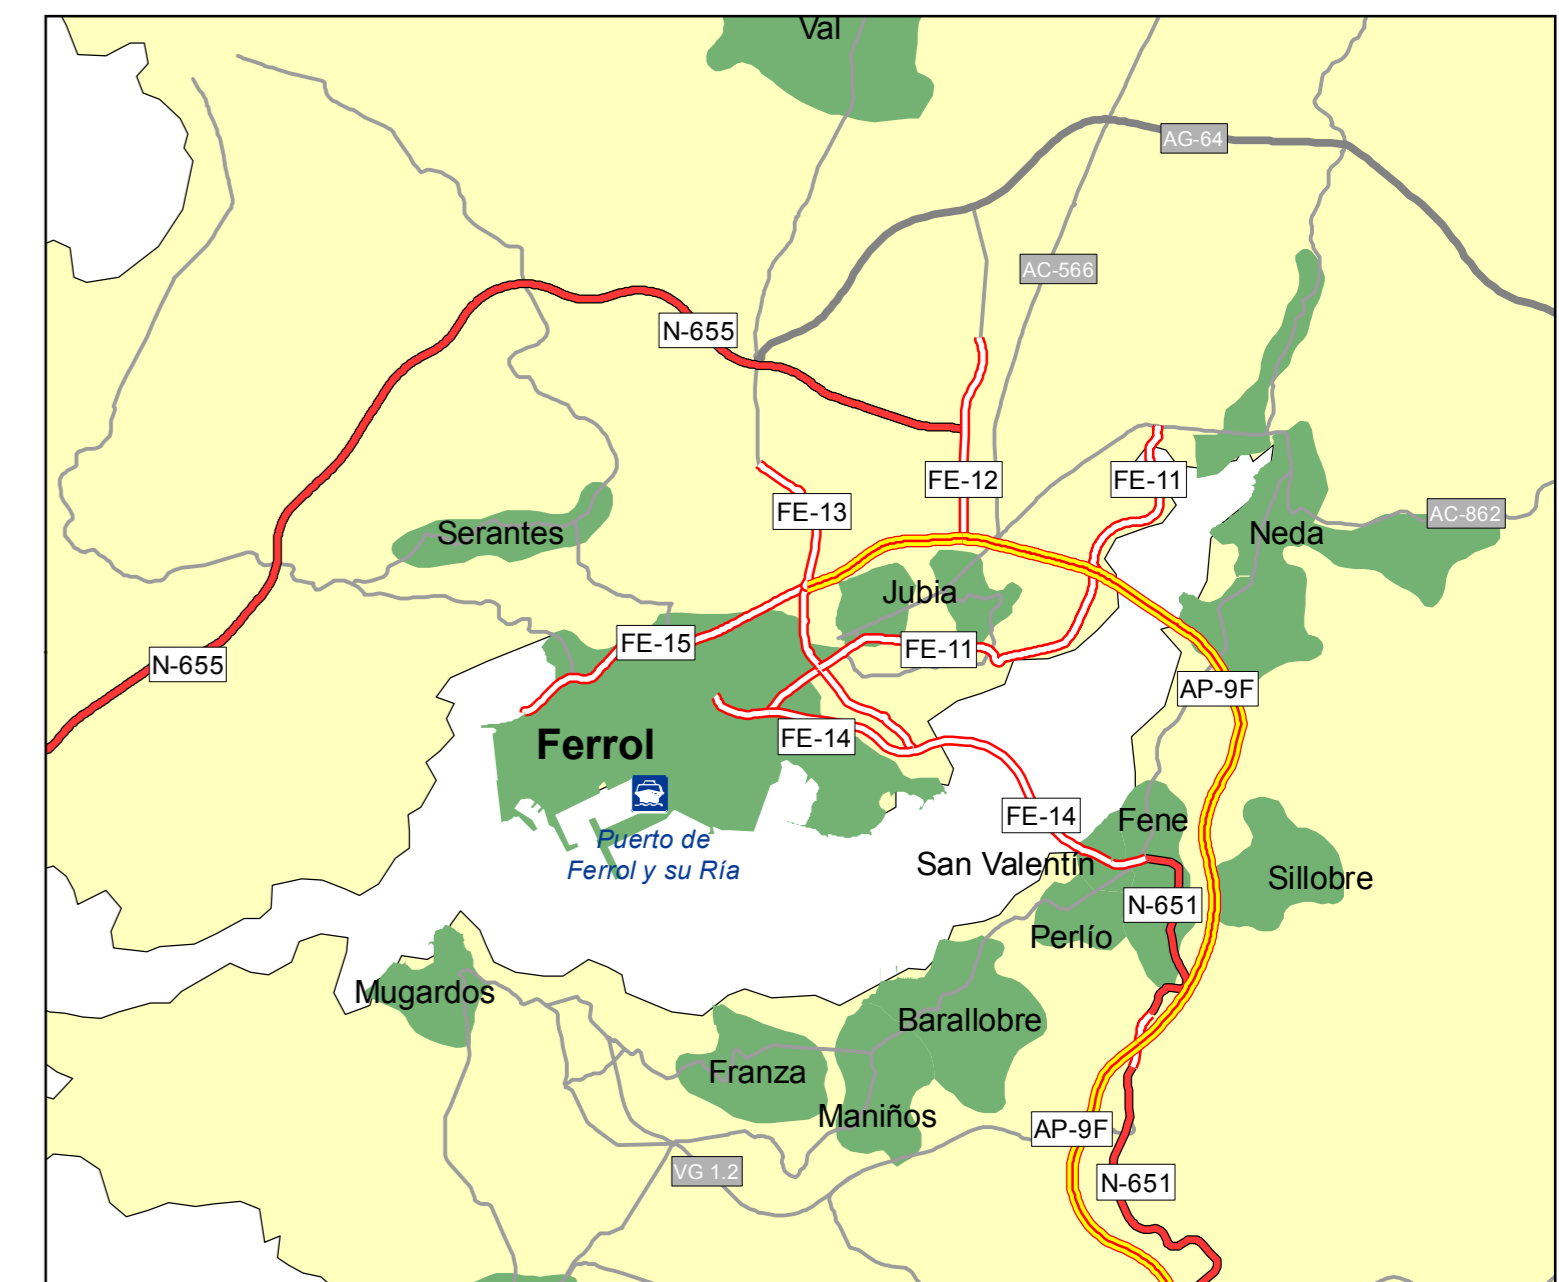 Val
AG-64
AC-566
N-655
FE-12
FE-11
FE-13
AC-862
Serantes
Neda
Jubia
FE-15
FE-11
N-655
AP-9F
Ferrol
FE-14
Puerto de
Ferrol y su Ría
FE-14
Fene
San Valentín
Sillobre
N-651
Perlío
Mugardos
Barallobre
Franza
Maniños
AP-9F
VG 1.2
N-651